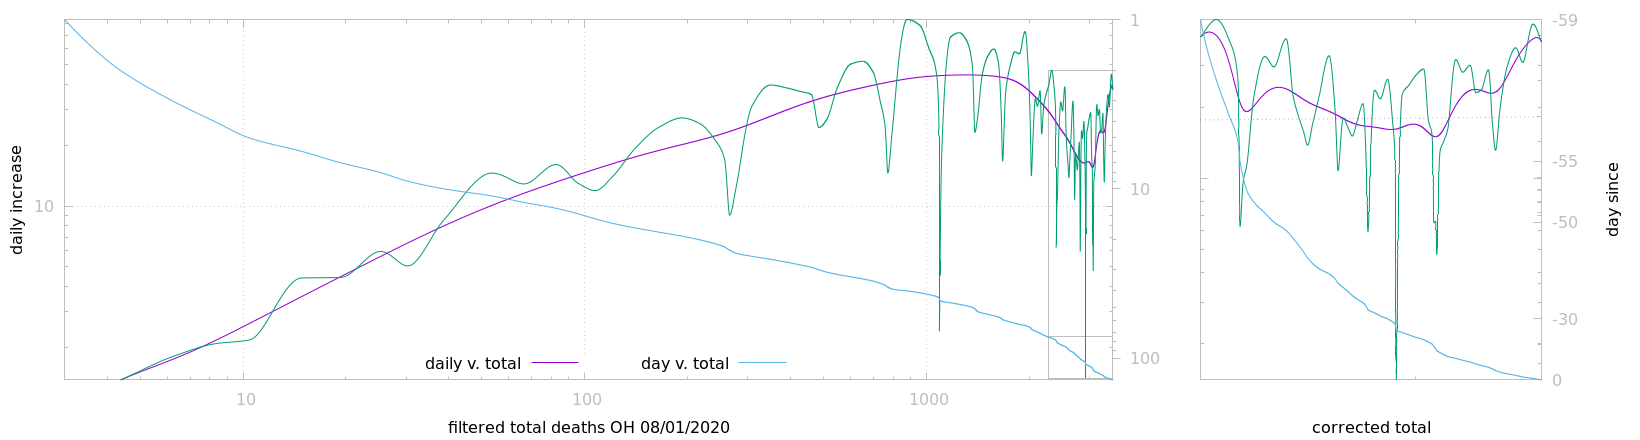 daily increase
10
daily v. total
day v. total
10
100
1000
filtered total deaths OH 08/01/2020
1
10
100
-59
-55
-50
-30
0
day since
corrected total